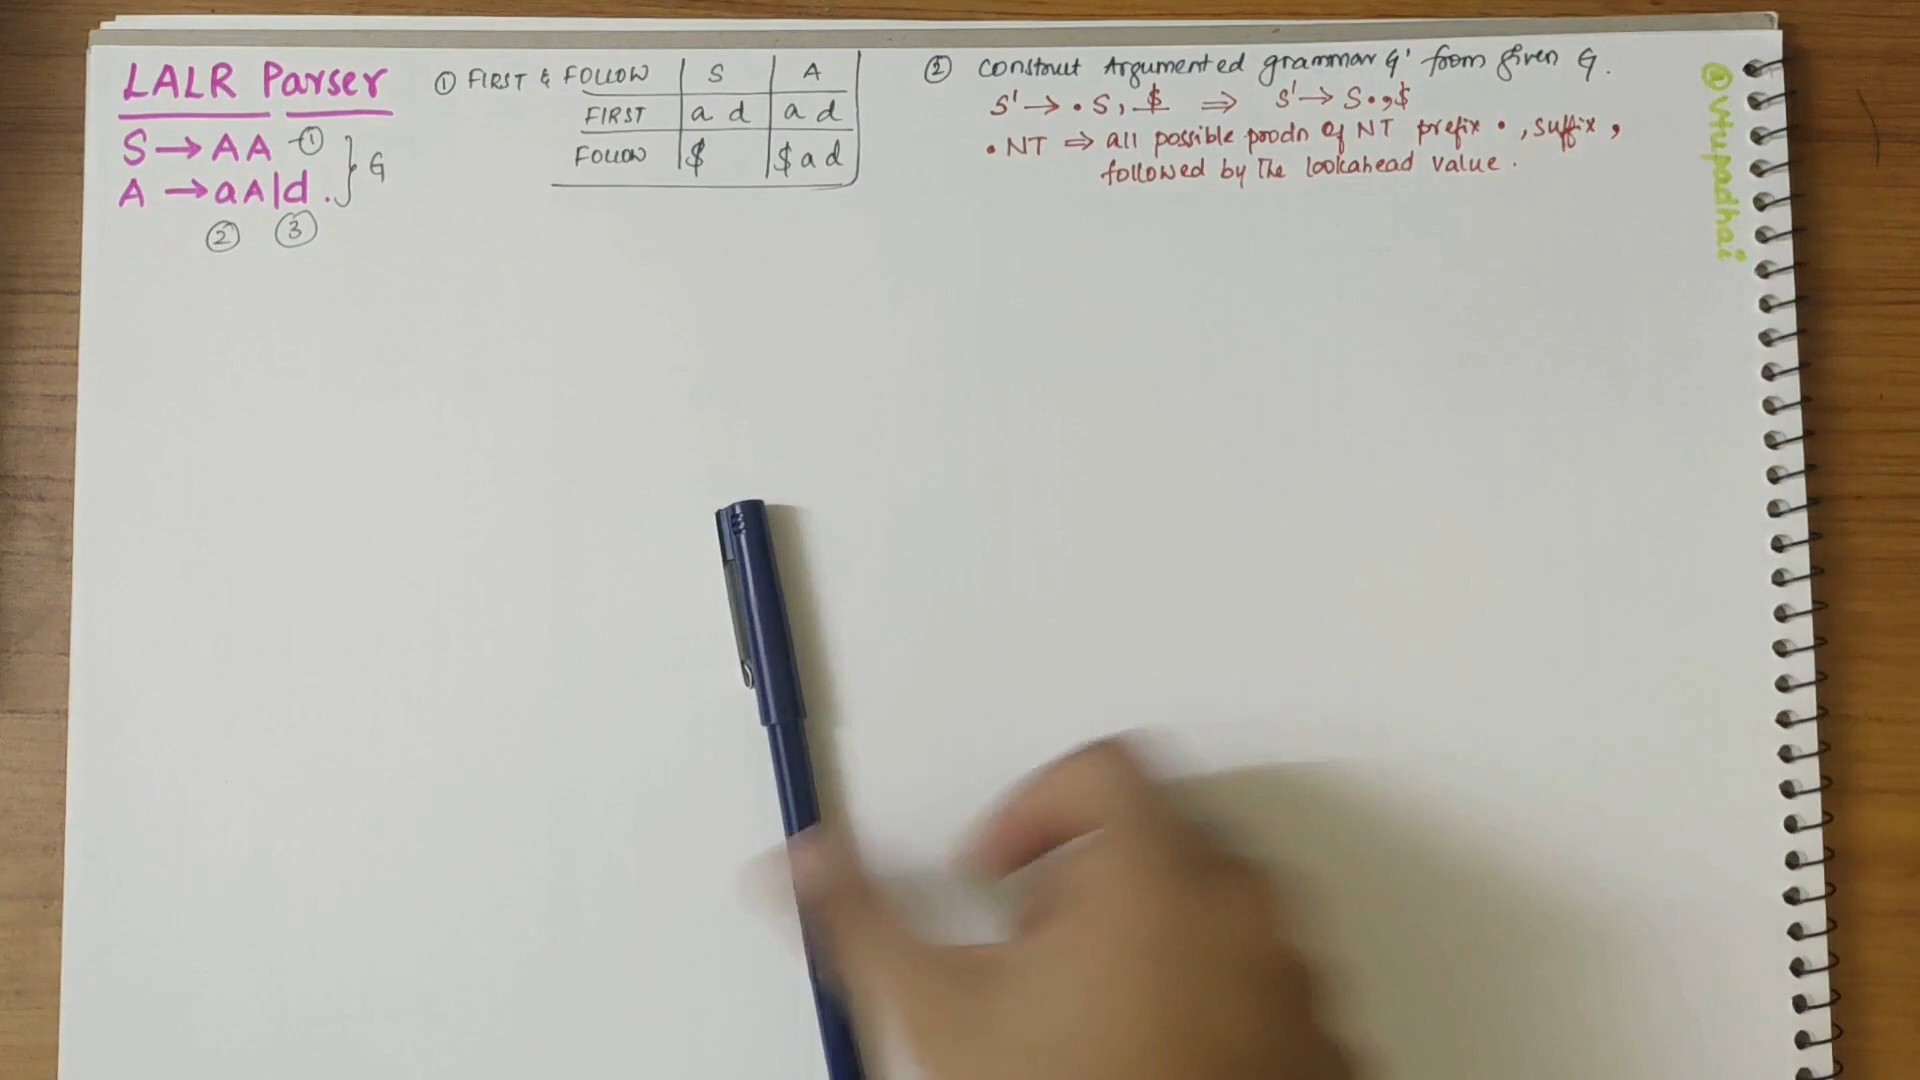 LALR Parser
S → AA - ①
A → aA|d .
② ③
} G
① FIRST & FOLLOW | S | A
FIRST | a d | a d
FOLLOW | $ | $ a d
② Construct Argumented grammar G' from given G .
S' → • S , $ ⇒ S' → S • , $
• NT ⇒ all possible prodn of NT prefix • , suffix ,
followed by the lookahead value .
@vtupadhai